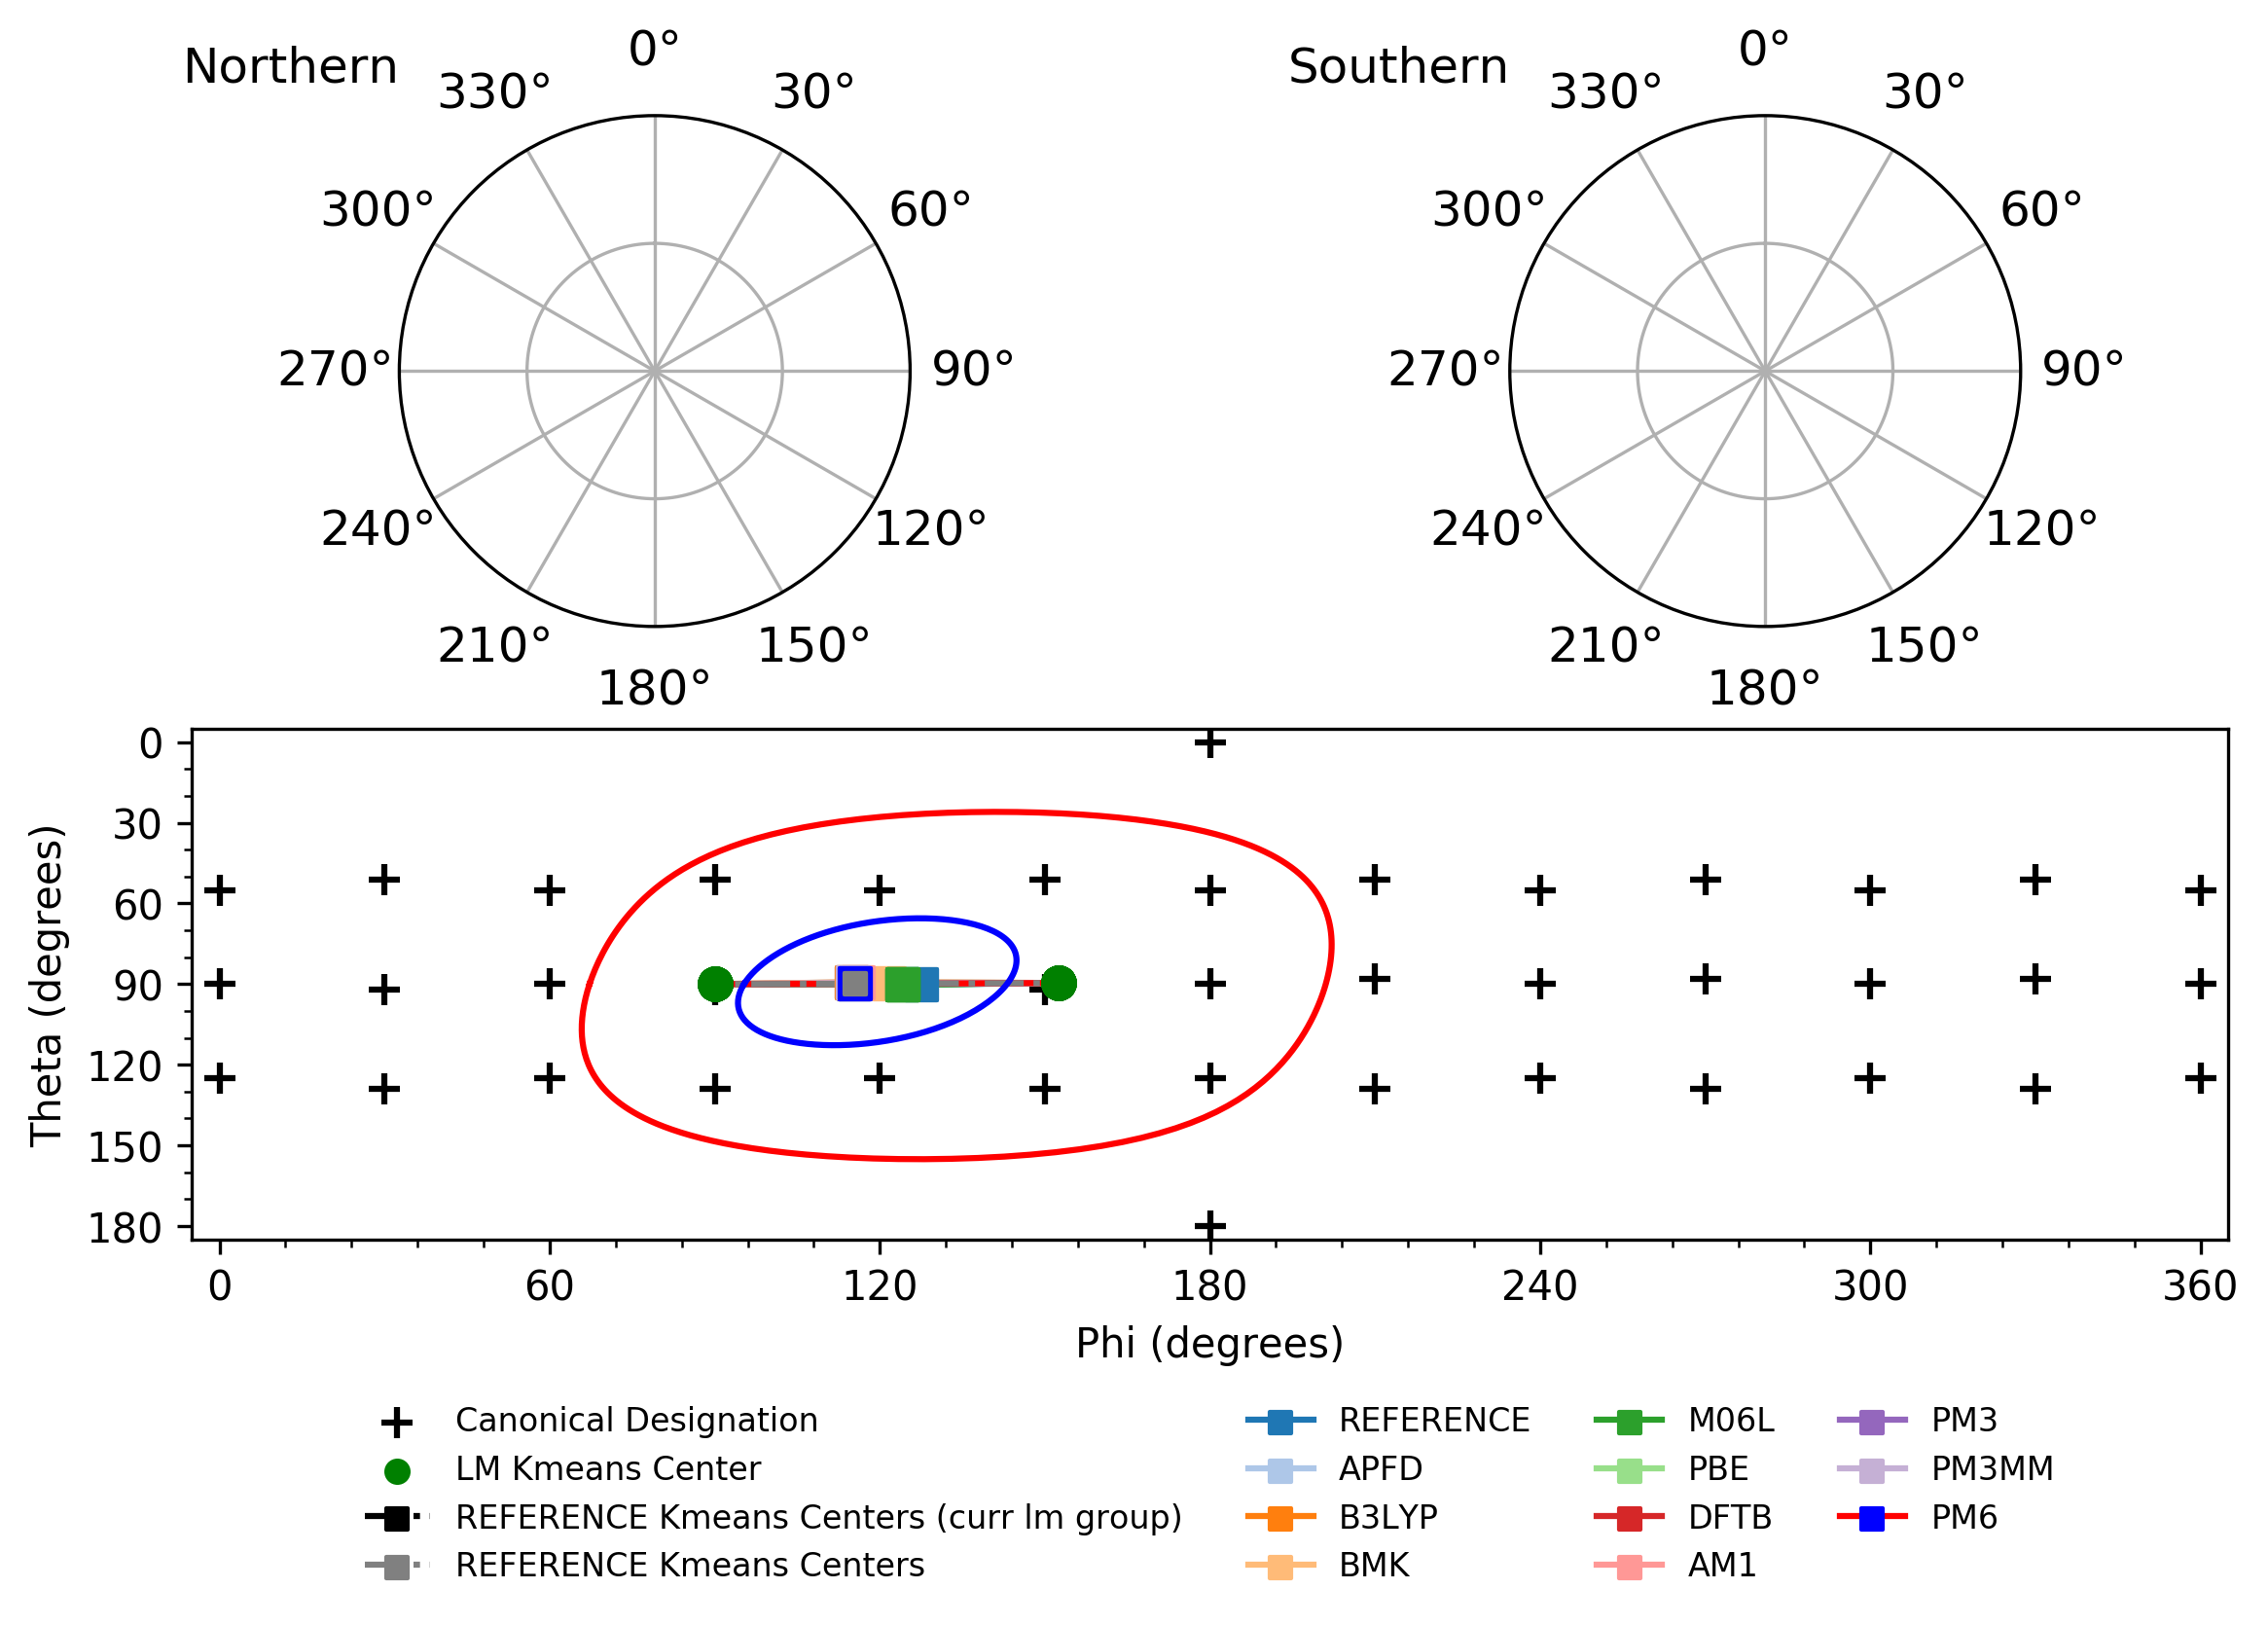 Northern
0°
330°
30°
300°
60°
270°
90°
240°
120°
210°
150°
180°
Southern
0°
330°
30°
300°
60°
270°
90°
240°
120°
210°
150°
180°
Theta (degrees)
0
30
60
90
120
150
180
0 60 120 180 240 300 360
Phi (degrees)
Canonical Designation
LM Kmeans Center
REFERENCE Kmeans Centers (curr lm group)
REFERENCE Kmeans Centers
REFERENCE
APFD
B3LYP
BMK
M06L
PBE
DFTB
AM1
PM3
PM3MM
PM6